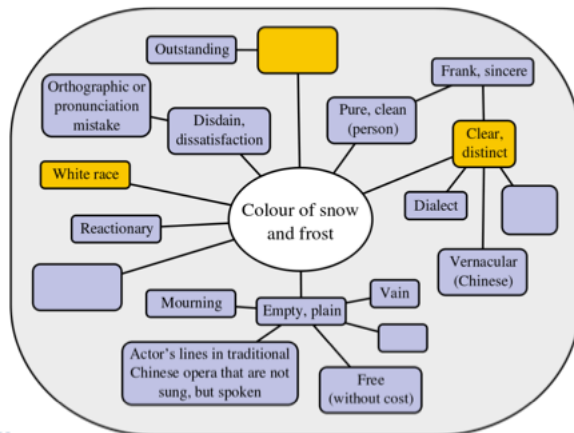 Outstanding
Frank, sincere
Orthographic or
pronunciation
mistake
Disdain,
dissatisfaction
Pure, clean
(person)
Clear,
distinct
White race
Colour of snow
and frost
Dialect
Reactionary
Vernacular
(Chinese)
Mourning
Empty, plain
Vain
Actor's lines in traditional
Chinese opera that are not
sung, but spoken
Free
(without cost)